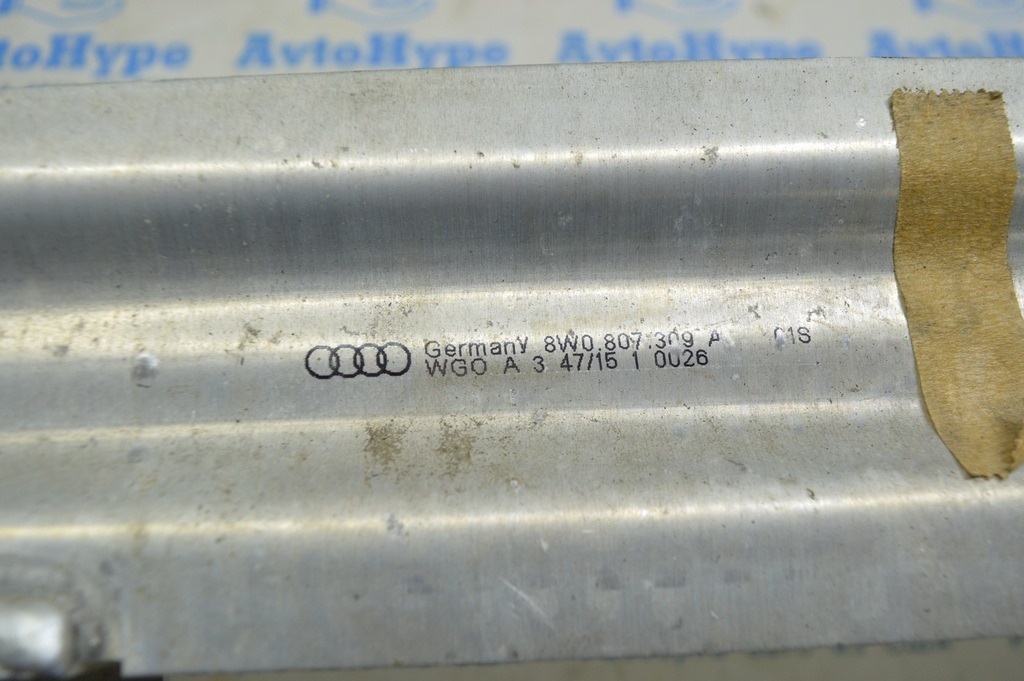 AvtoHype AvtoHype AvtoHype AvtoHype
Germany 8W0.807.309 A 01S
WGO A 3 47/15 1 0026